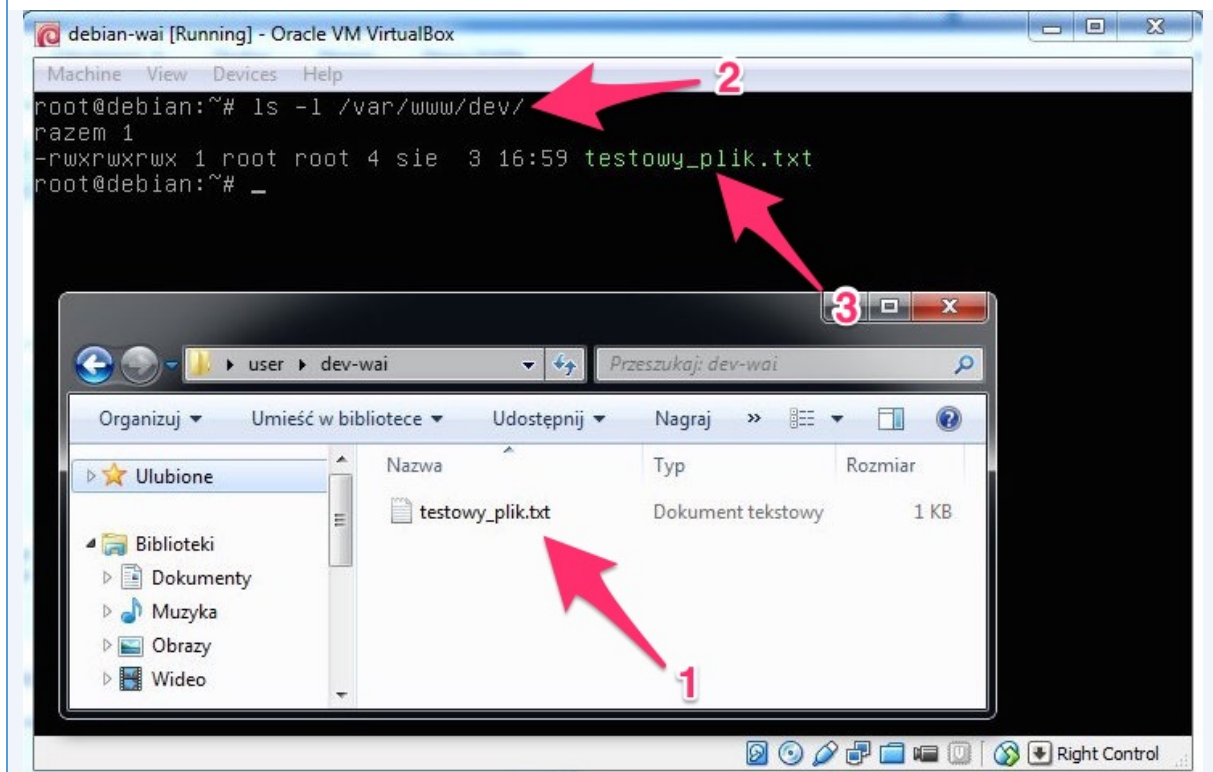 debian-wai [Running] - Oracle VM VirtualBox
Machine View Devices Help
2
root@debian:~# ls -l /var/www/dev/
razem 1
-rwxrwxrwx 1 root root 4 sie  3 16:59 testowy_plik.txt
root@debian:~# _
3
user dev-wai
Przeszukaj: dev-wai
Organizuj Umieść w bibliotece Udostępnij Nagraj »
Ulubione
Nazwa Typ Rozmiar
testowy_plik.txt Dokument tekstowy 1 KB
Biblioteki
Dokumenty
Muzyka
Obrazy
Wideo
1
Right Control